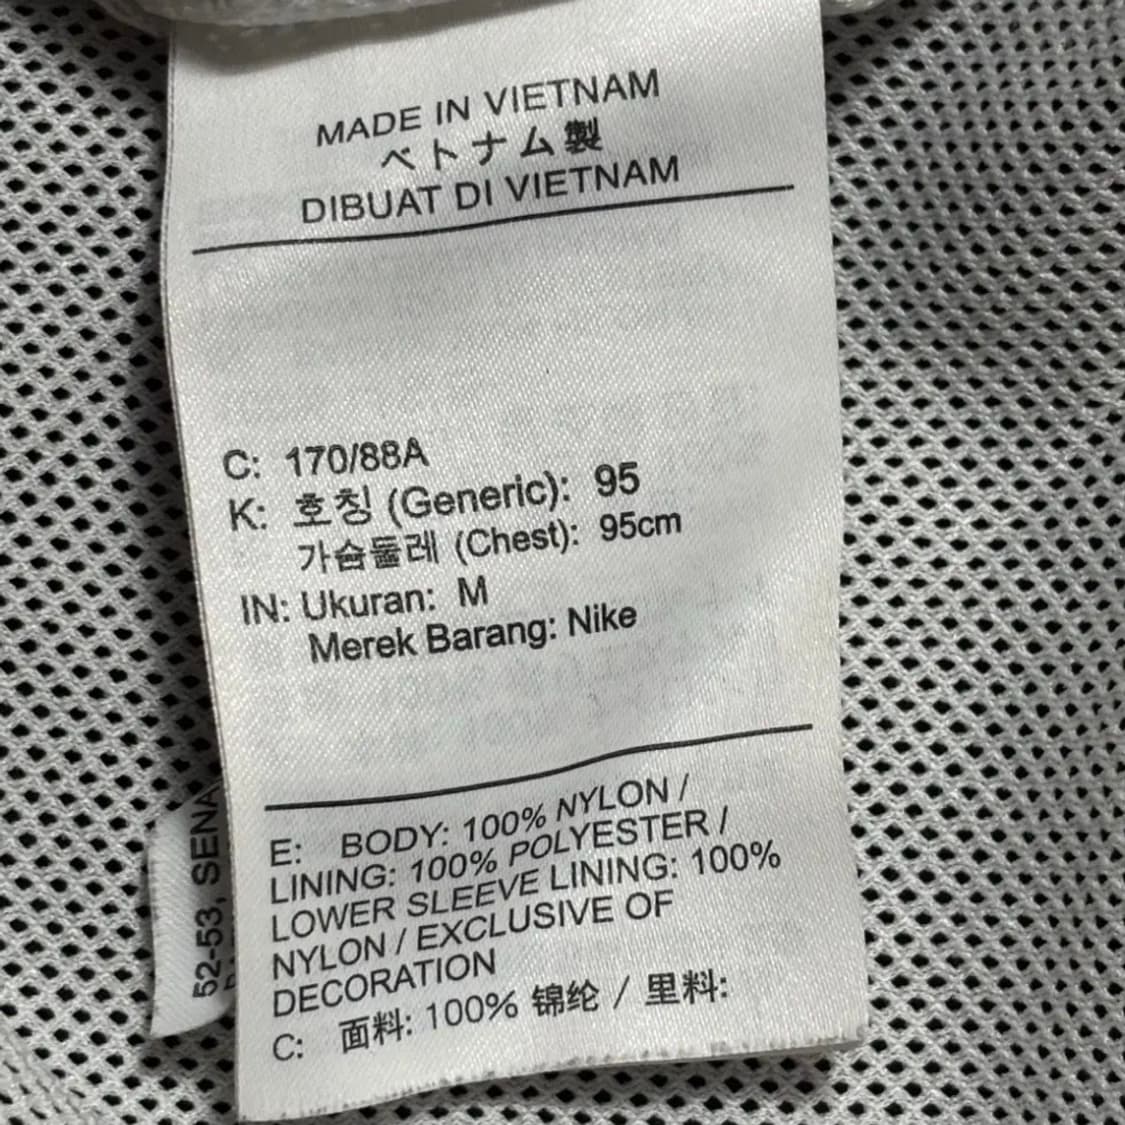 MADE IN VIETNAM
ベトナム製
DIBUAT DI VIETNAM
C: 170/88A
K: 호칭 (Generic): 95
가슴둘레 (Chest): 95cm
IN: Ukuran: M
Merek Barang: Nike
E: BODY: 100% NYLON /
LINING: 100% POLYESTER /
LOWER SLEEVE LINING: 100%
NYLON / EXCLUSIVE OF
DECORATION
C: 面料: 100% 锦纶 / 里料:
52-53, SENA